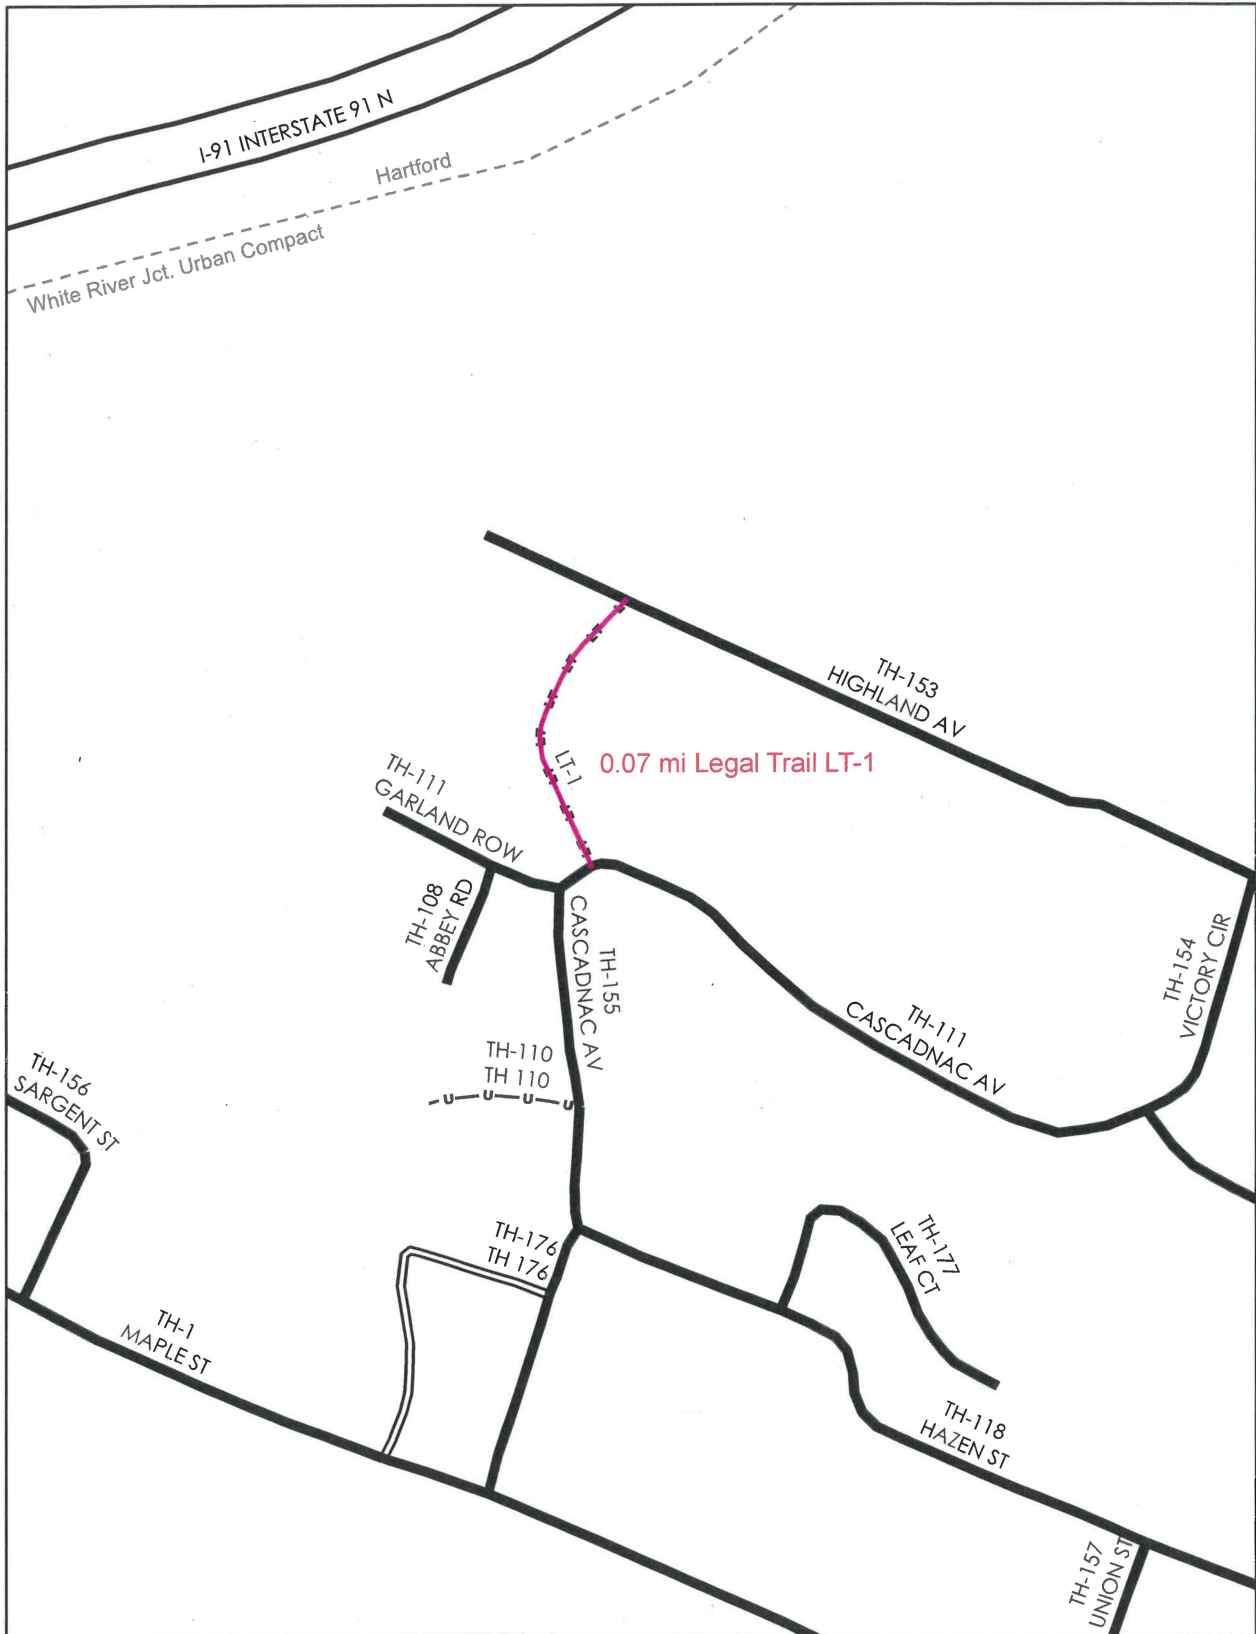 I-91 INTERSTATE 91 N
Hartford
White River Jct. Urban Compact
TH-153
HIGHLAND AV
LT-1
0.07 mi Legal Trail LT-1
TH-111
GARLAND ROW
TH-108
ABBEY RD
TH-155
CASCADNAC AV
TH-111
CASCADNAC AV
TH-154
VICTORY CIR
TH-110
TH 110
U U U U
TH-156
SARGENT ST
TH-176
TH 176
TH-177
LEAF CT
TH-1
MAPLE ST
TH-118
HAZEN ST
TH-157
UNION ST